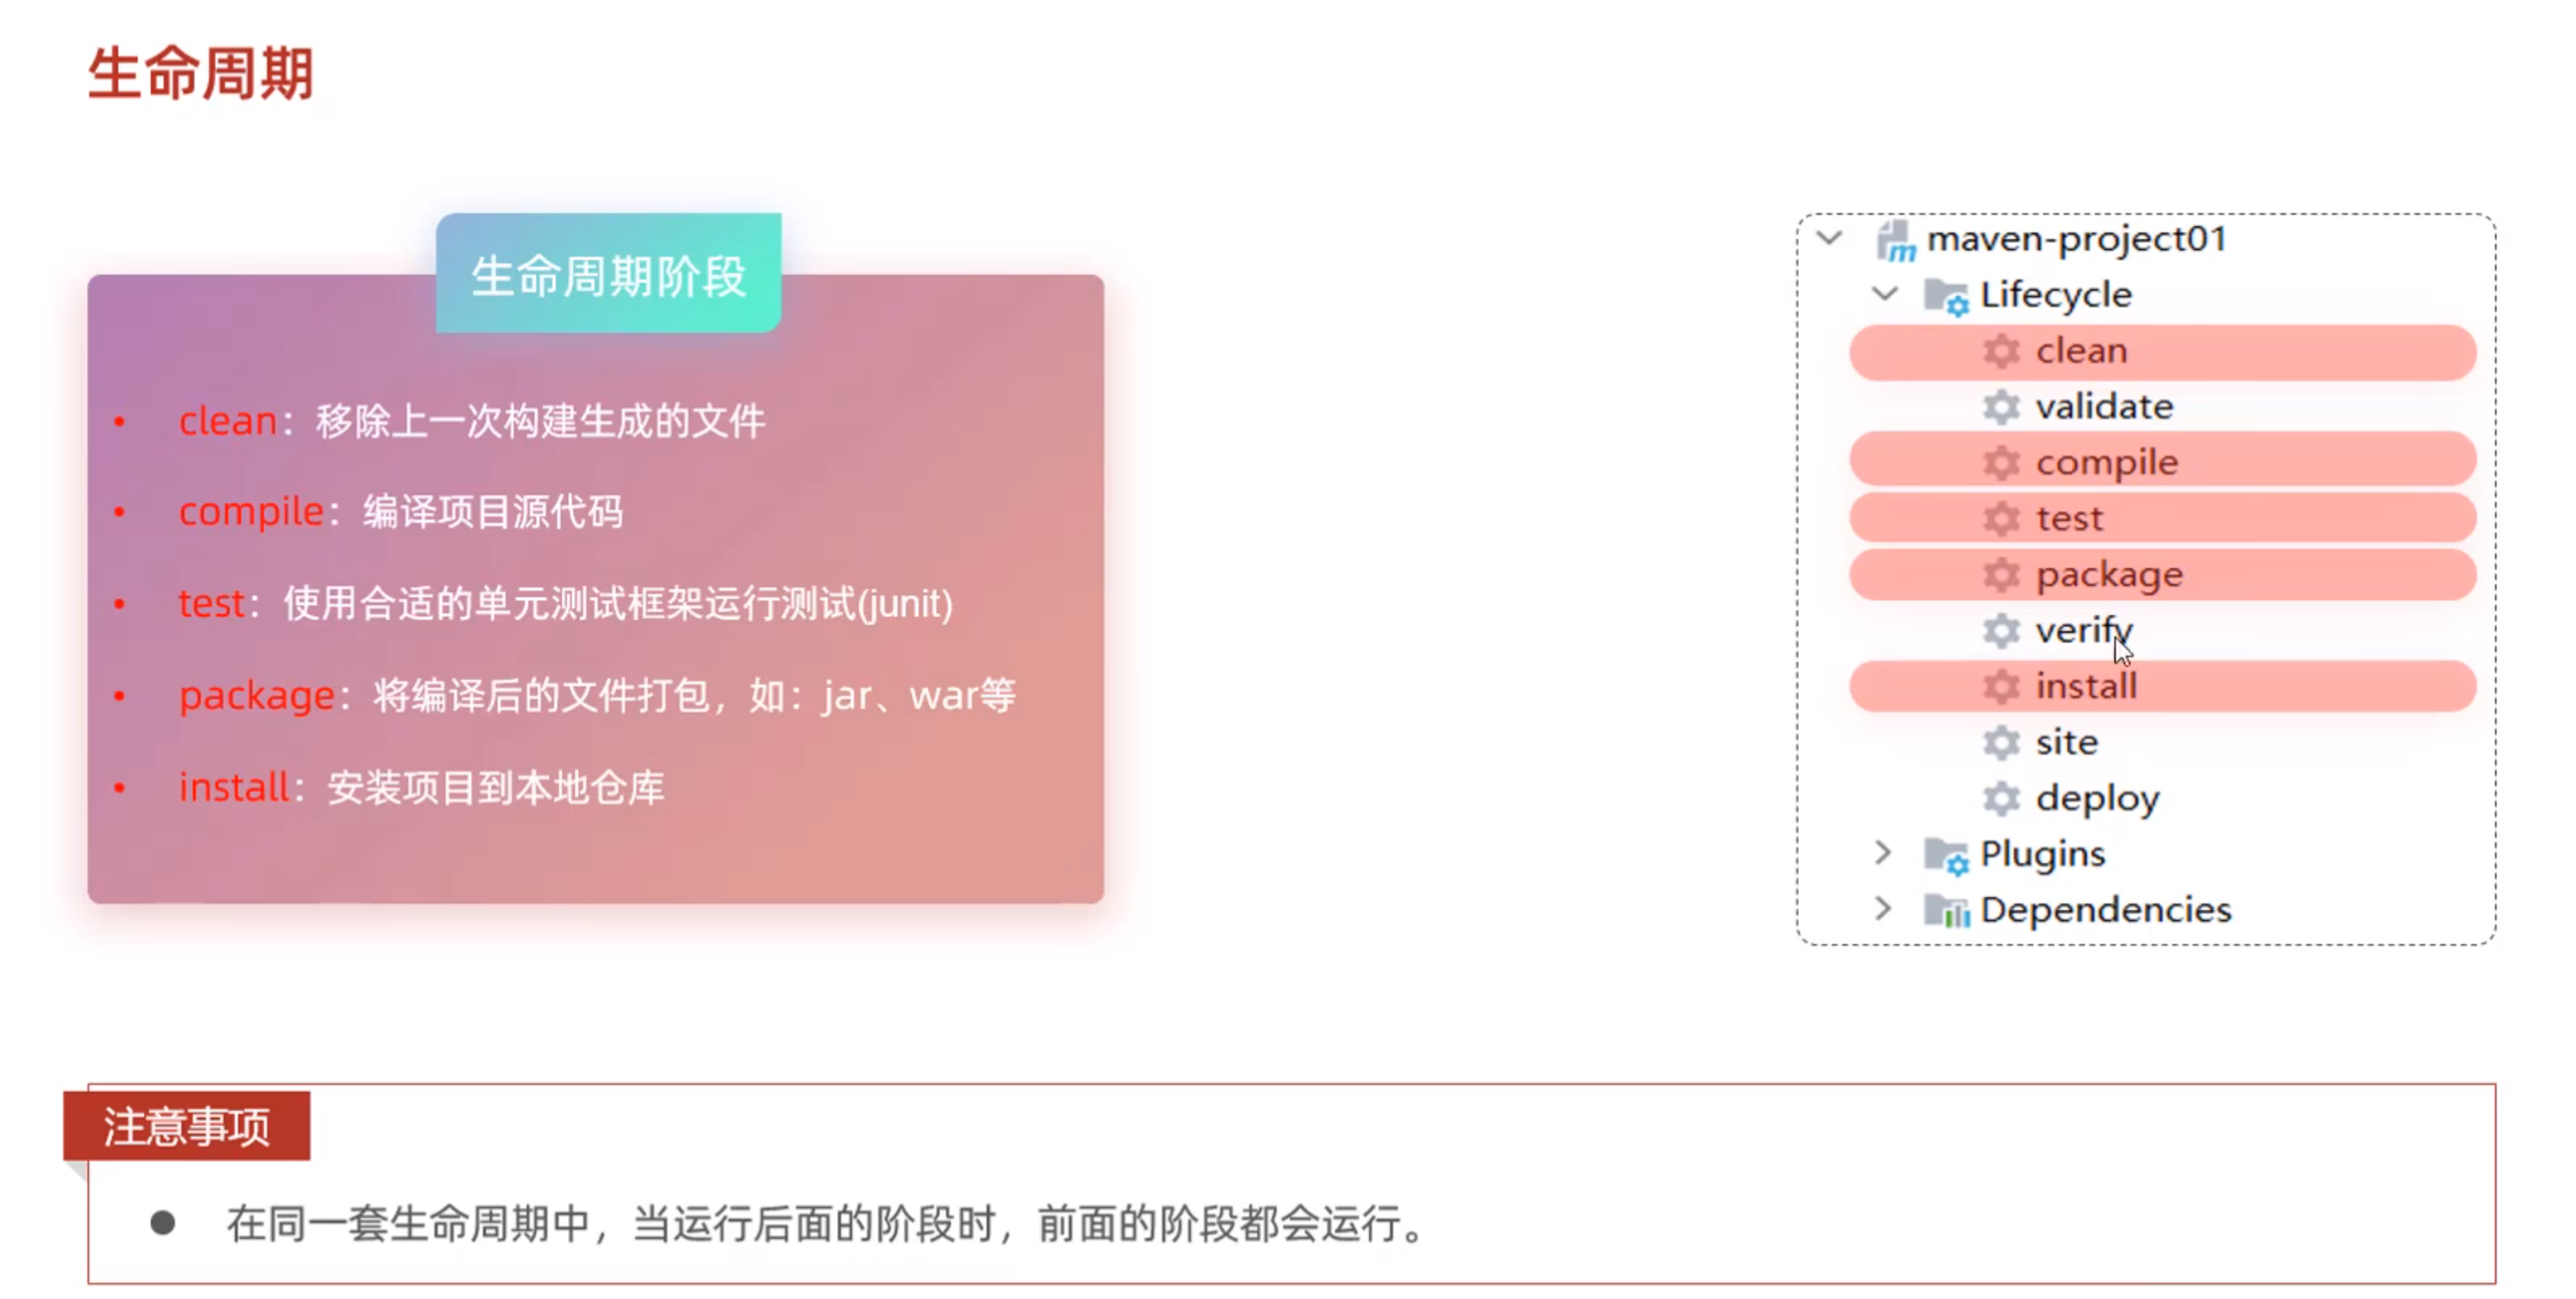 生命周期
生命周期阶段
• clean：移除上一次构建生成的文件
• compile：编译项目源代码
• test：使用合适的单元测试框架运行测试(junit)
• package：将编译后的文件打包，如：jar、war等
• install：安装项目到本地仓库
maven-project01
Lifecycle
clean
validate
compile
test
package
verify
install
site
deploy
Plugins
Dependencies
注意事项
● 在同一套生命周期中，当运行后面的阶段时，前面的阶段都会运行。